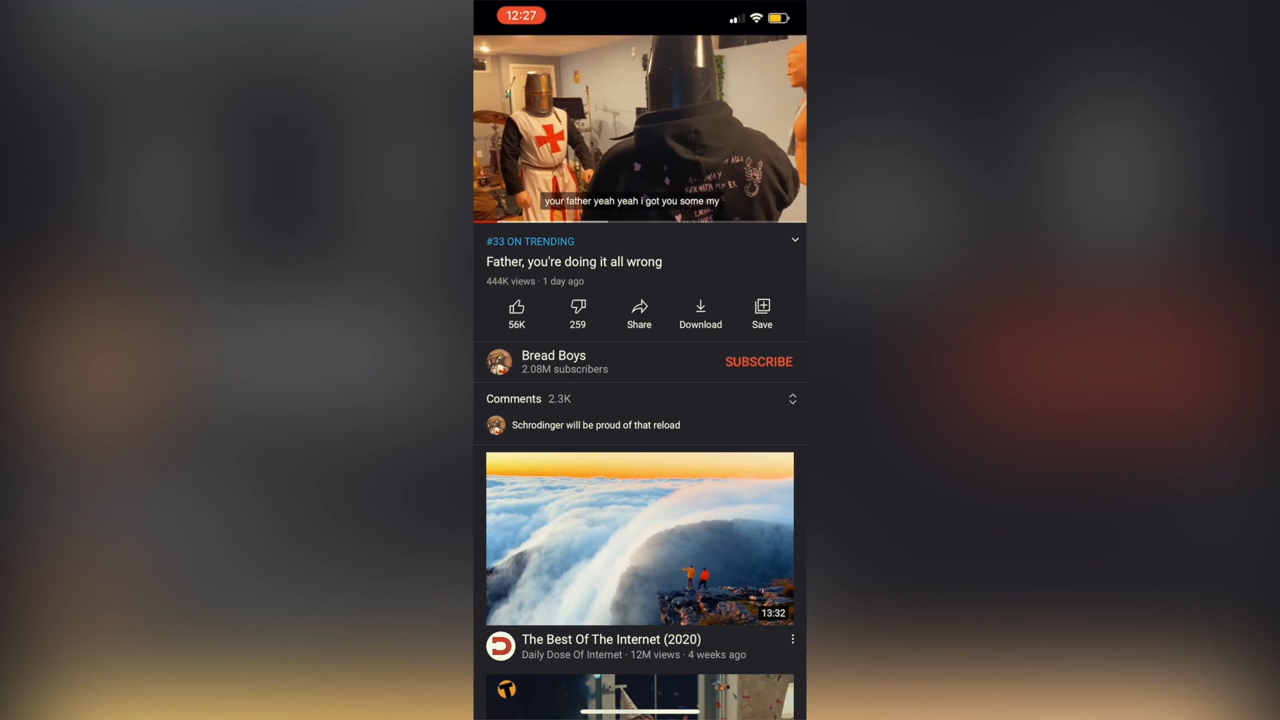 12:27
your father yeah yeah i got you some my
#33 ON TRENDING
Father, you're doing it all wrong
444K views · 1 day ago
56K 259 Share Download Save
Bread Boys
2.08M subscribers
SUBSCRIBE
Comments 2.3K
Schrodinger will be proud of that reload
13:32
The Best Of The Internet (2020)
Daily Dose Of Internet · 12M views · 4 weeks ago